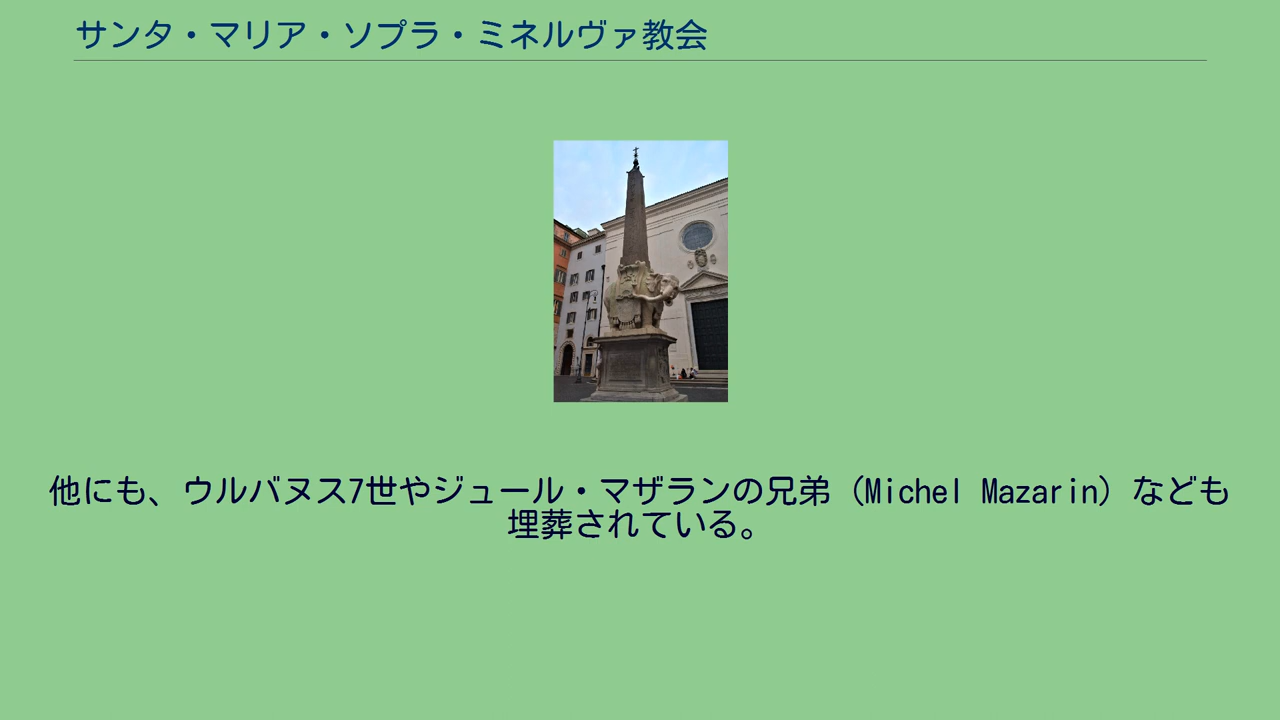 サンタ・マリア・ソプラ・ミネルヴァ教会
他にも、ウルバヌス7世やジュール・マザランの兄弟（Michel Mazarin）なども
埋葬されている。